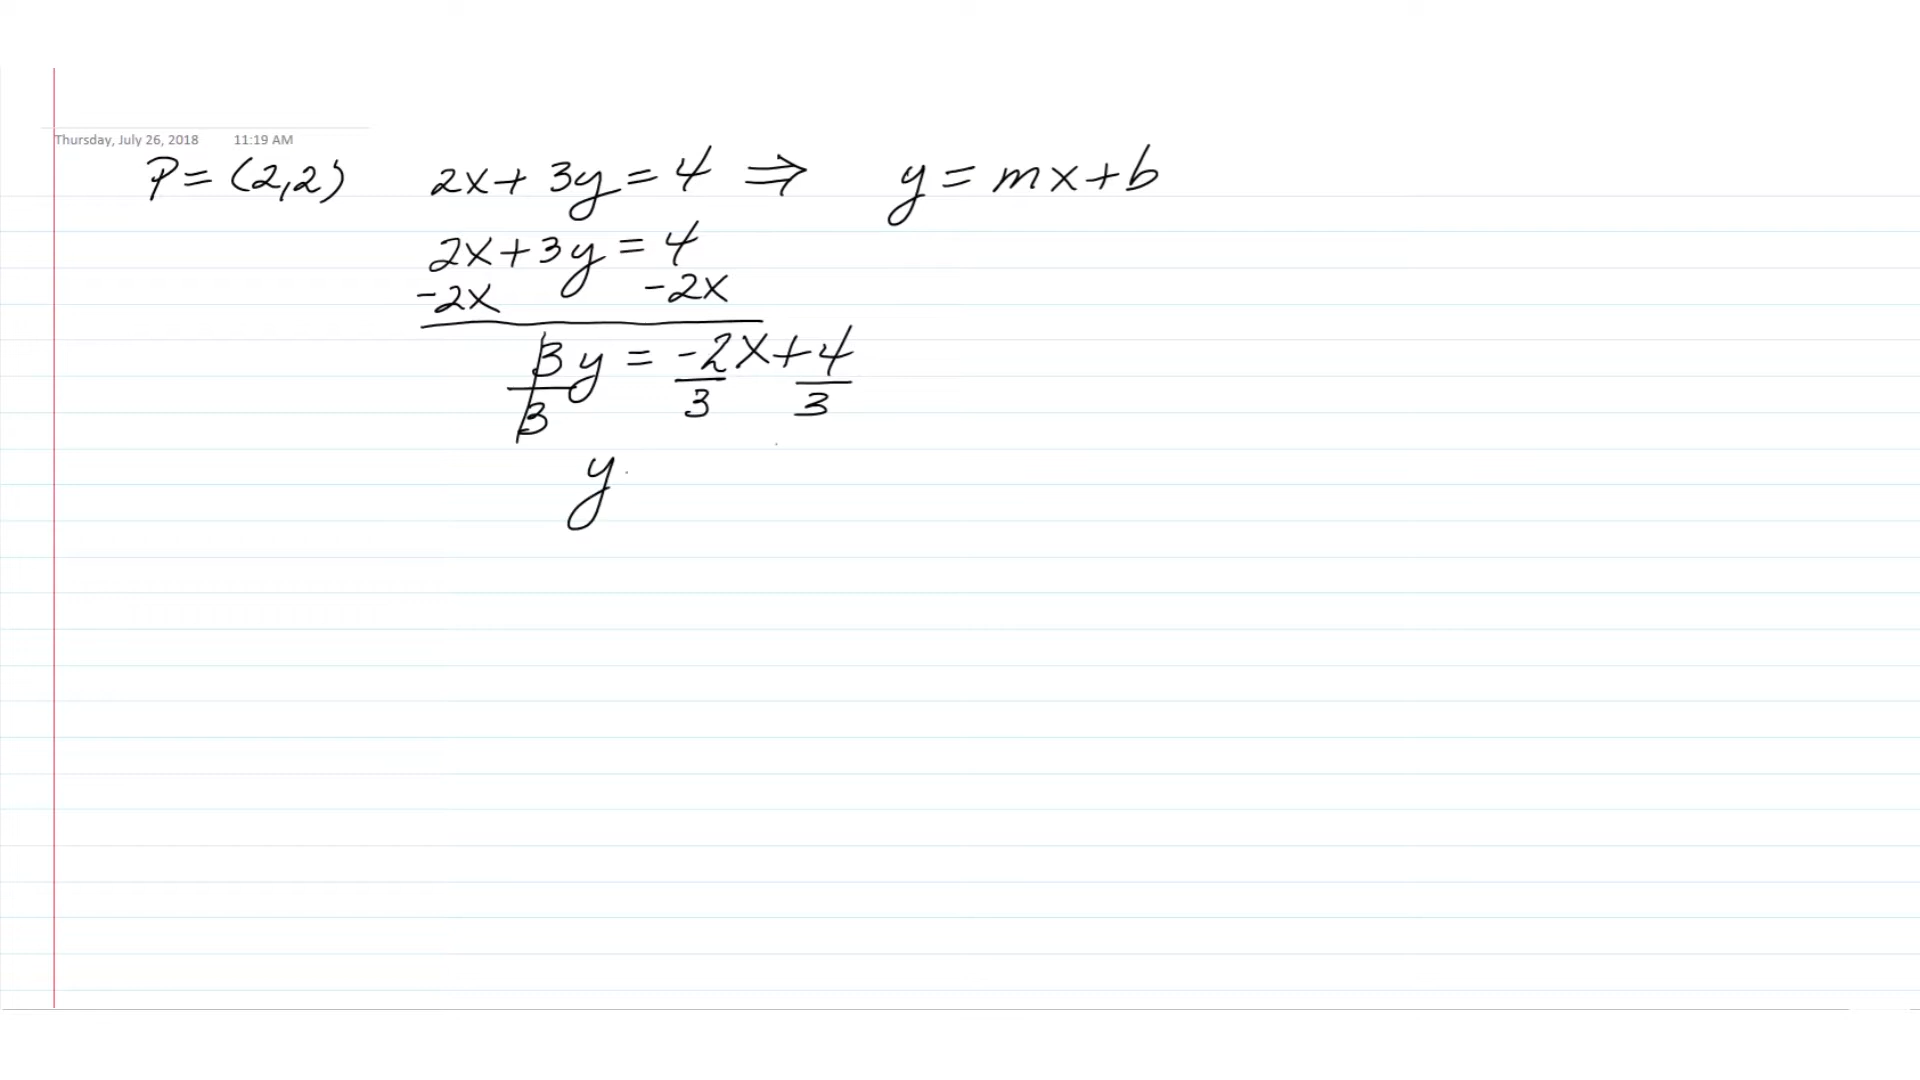 Thursday, July 26, 2018 11:19 AM
P = (2,2) 2x + 3y = 4 ⇒ y = mx + b
2x + 3y = 4
-2x -2x
3y = -2x + 4
3 3 3
y